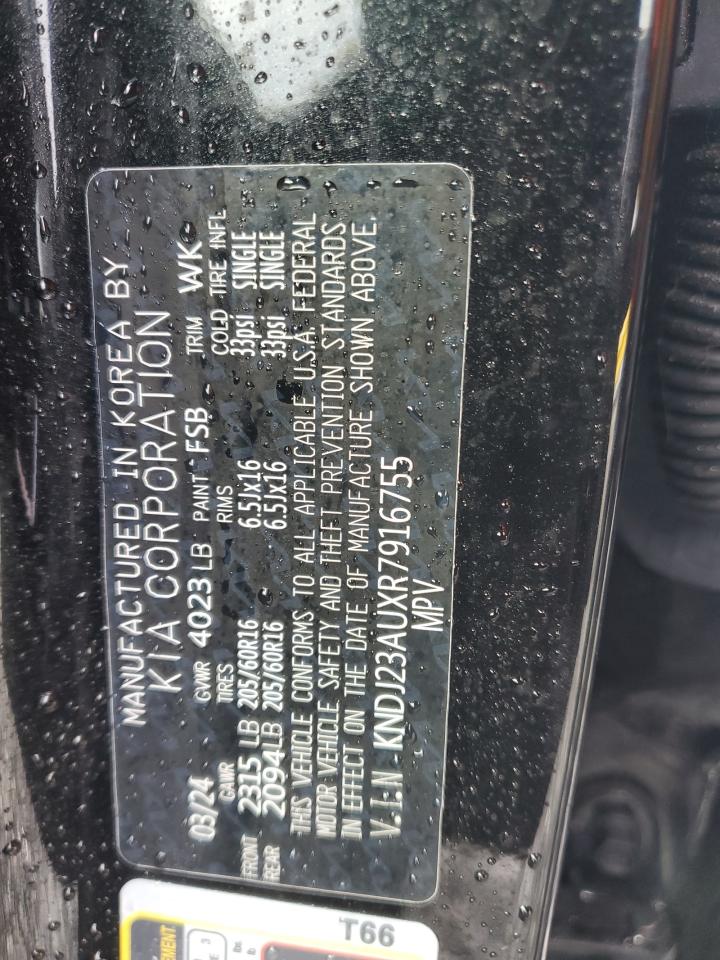 MANUFACTURED IN KOREA BY
KIA CORPORATION
03/24 GVWR 4023 LB PAINT FSB TRIM WK
GAWR TIRES RIMS COLD TIRE INFL
FRONT 2315 LB 205/60R16 6.5Jx16 33psi SINGLE
REAR 2094LB 205/60R16 6.5Jx16 33psi SINGLE
THIS VEHICLE CONFORMS TO ALL APPLICABLE U.S.A. FEDERAL
MOTOR VEHICLE SAFETY AND THEFT PREVENTION STANDARDS
IN EFFECT ON THE DATE OF MANUFACTURE SHOWN ABOVE.
V.I.N KNDJ23AUXR7916755
MPV
T66